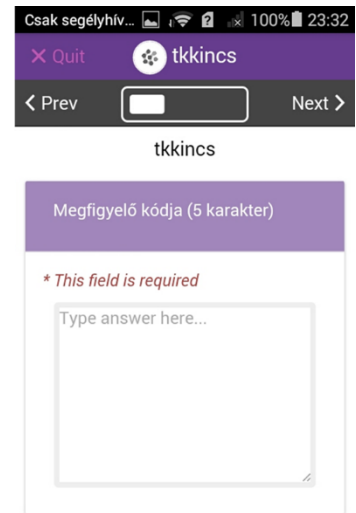 Csak segélyhív... 100% 23:32
× Quit tkkincs
< Prev Next >
tkkincs
Megfigyelő kódja (5 karakter)
* This field is required
Type answer here...